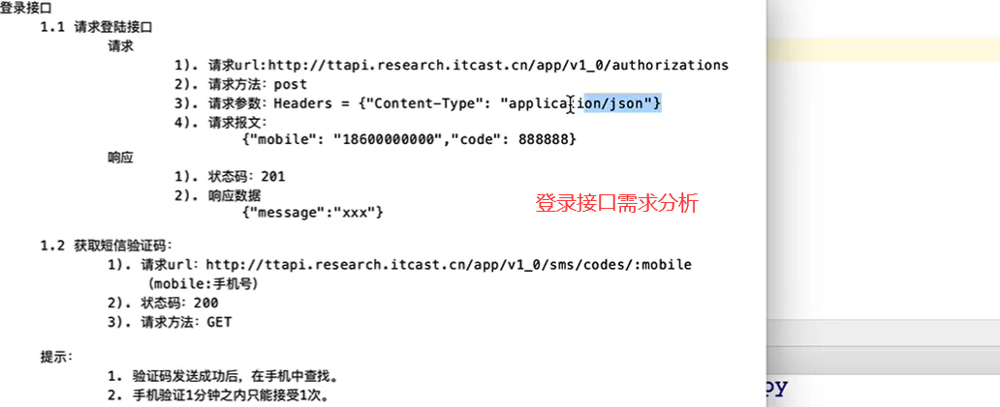 登录接口
1.1 请求登陆接口
请求
1). 请求url:http://ttapi.research.itcast.cn/app/v1_0/authorizations
2). 请求方法：post
3). 请求参数：Headers = {"Content-Type": "application/json"}
4). 请求报文：
{"mobile": "18600000000","code": 888888}
响应
1). 状态码：201
2). 响应数据
{"message":"xxx"}
登录接口需求分析
1.2 获取短信验证码：
1). 请求url：http://ttapi.research.itcast.cn/app/v1_0/sms/codes/:mobile
（mobile:手机号）
2). 状态码：200
3). 请求方法：GET
提示：
1. 验证码发送成功后，在手机中查找。
2. 手机验证1分钟之内只能接受1次。
py